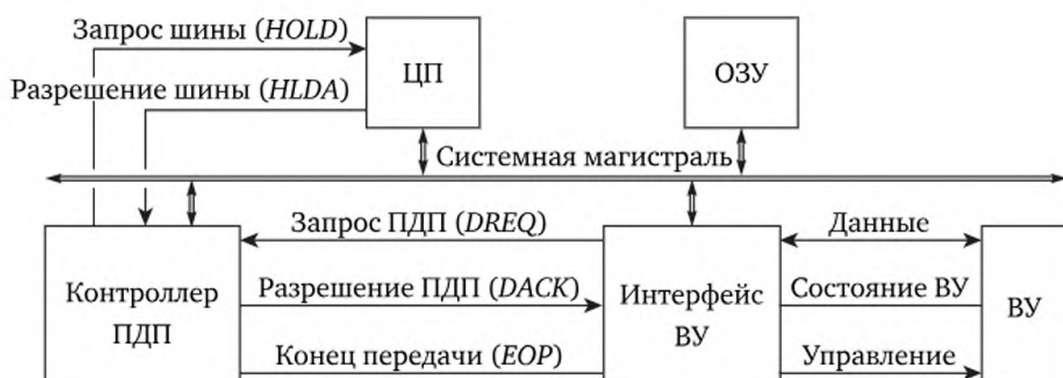 Запрос шины (HOLD)
ЦП
ОЗУ
Разрешение шины (HLDA)
Системная магистраль
Запрос ПДП (DREQ)
Данные
Контроллер
ПДП
Разрешение ПДП (DACK)
Интерфейс
ВУ
Состояние ВУ
ВУ
Конец передачи (EOP)
Управление